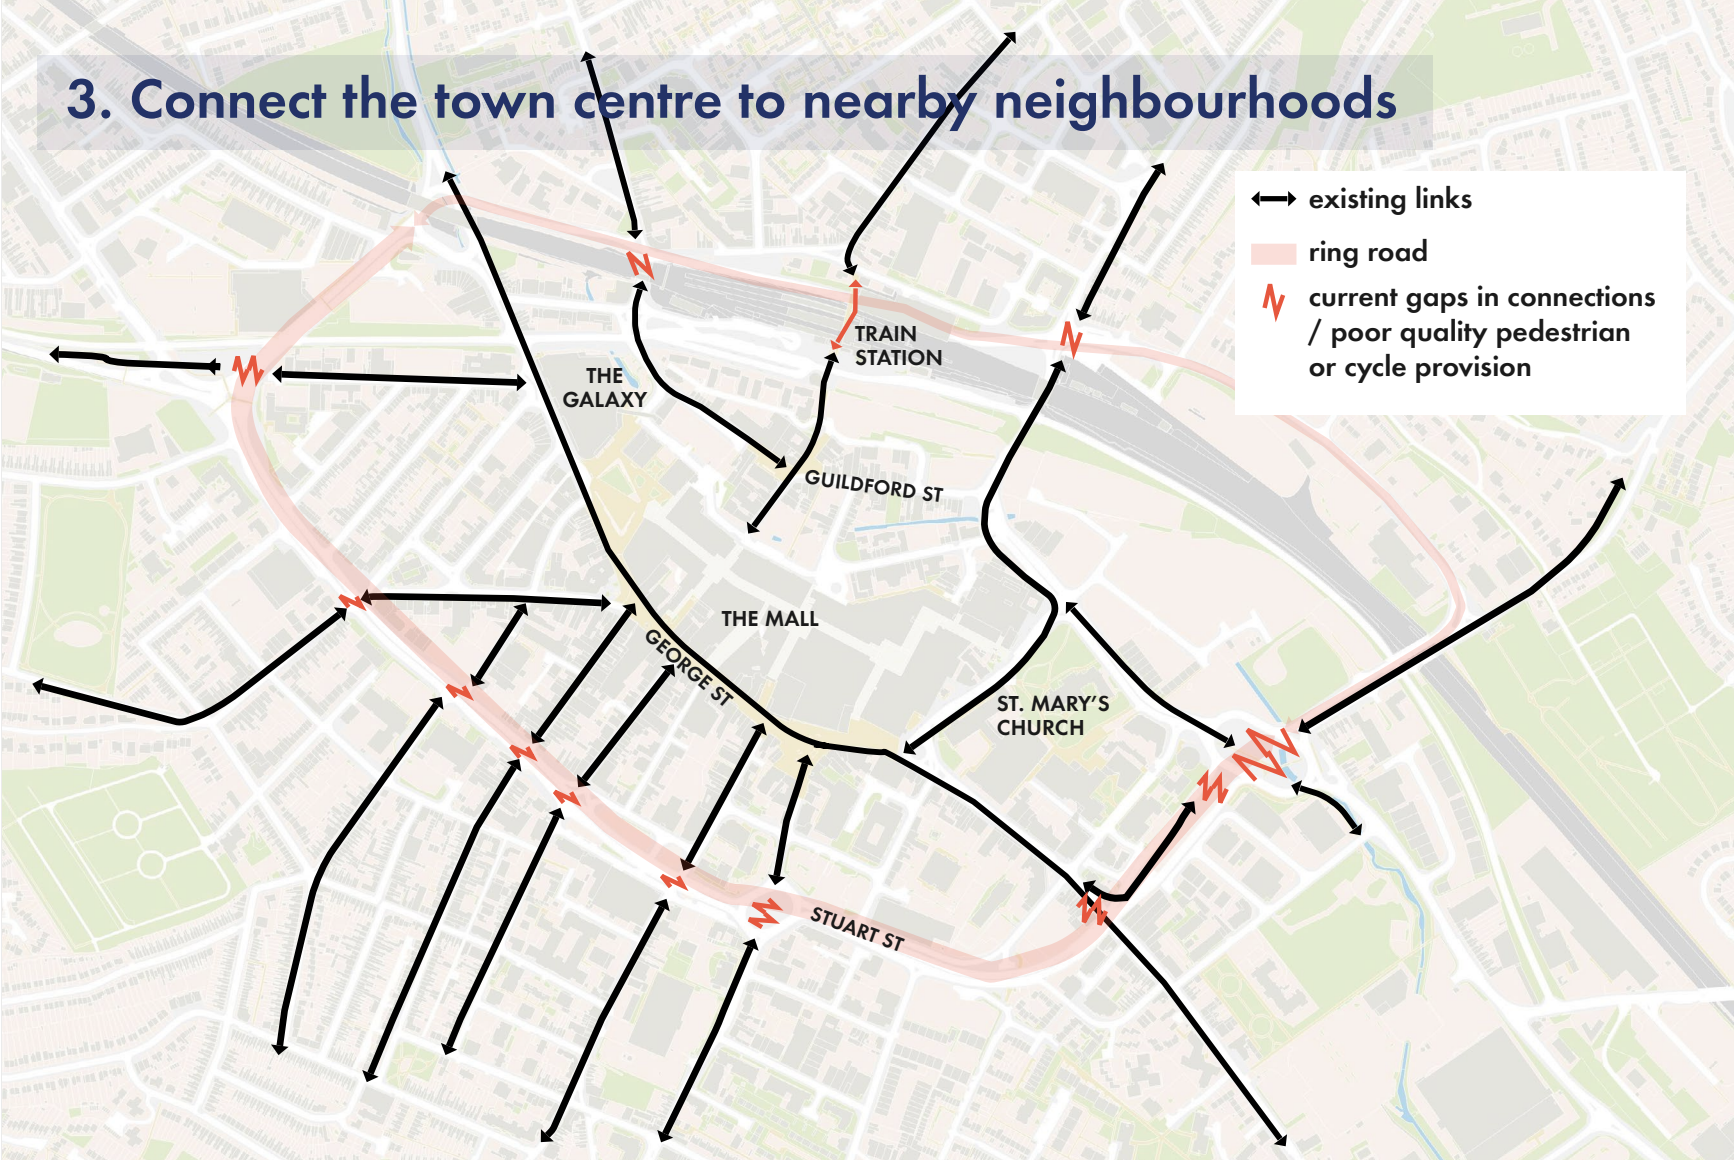 3. Connect the town centre to nearby neighbourhoods
existing links
ring road
current gaps in connections
/ poor quality pedestrian
or cycle provision
TRAIN
STATION
THE
GALAXY
GUILDFORD ST
THE MALL
GEORGE ST
ST. MARY'S
CHURCH
STUART ST